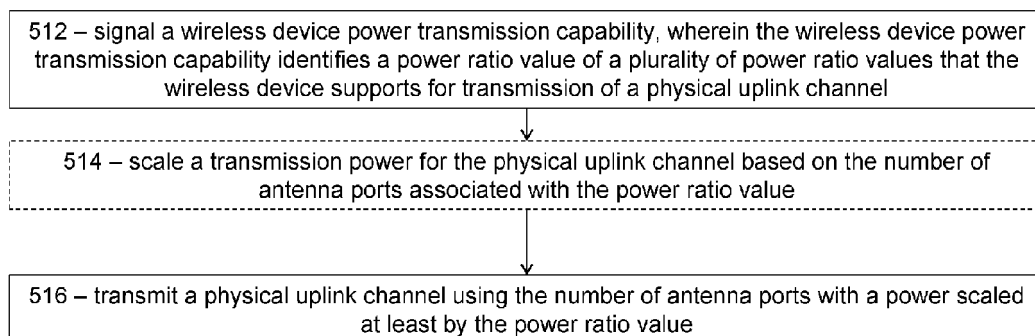 512 – signal a wireless device power transmission capability, wherein the wireless device power
transmission capability identifies a power ratio value of a plurality of power ratio values that the
wireless device supports for transmission of a physical uplink channel
514 – scale a transmission power for the physical uplink channel based on the number of
antenna ports associated with the power ratio value
516 – transmit a physical uplink channel using the number of antenna ports with a power scaled
at least by the power ratio value